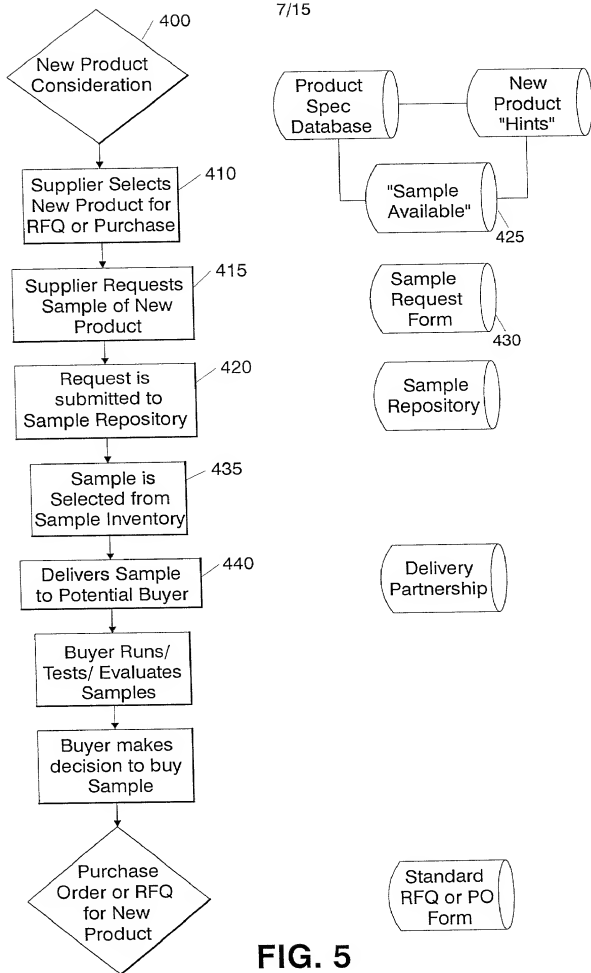 7/15
400
New Product
Consideration
Product
Spec
Database
New
Product
"Hints"
410
Supplier Selects
New Product for
RFQ or Purchase
"Sample
Available"
425
415
Supplier Requests
Sample of New
Product
Sample
Request
Form
430
420
Request is
submitted to
Sample Repository
Sample
Repository
435
Sample is
Selected from
Sample Inventory
440
Delivers Sample
to Potential Buyer
Delivery
Partnership
Buyer Runs/
Tests/ Evaluates
Samples
Buyer makes
decision to buy
Sample
Purchase
Order or RFQ
for New
Product
Standard
RFQ or PO
Form
FIG. 5